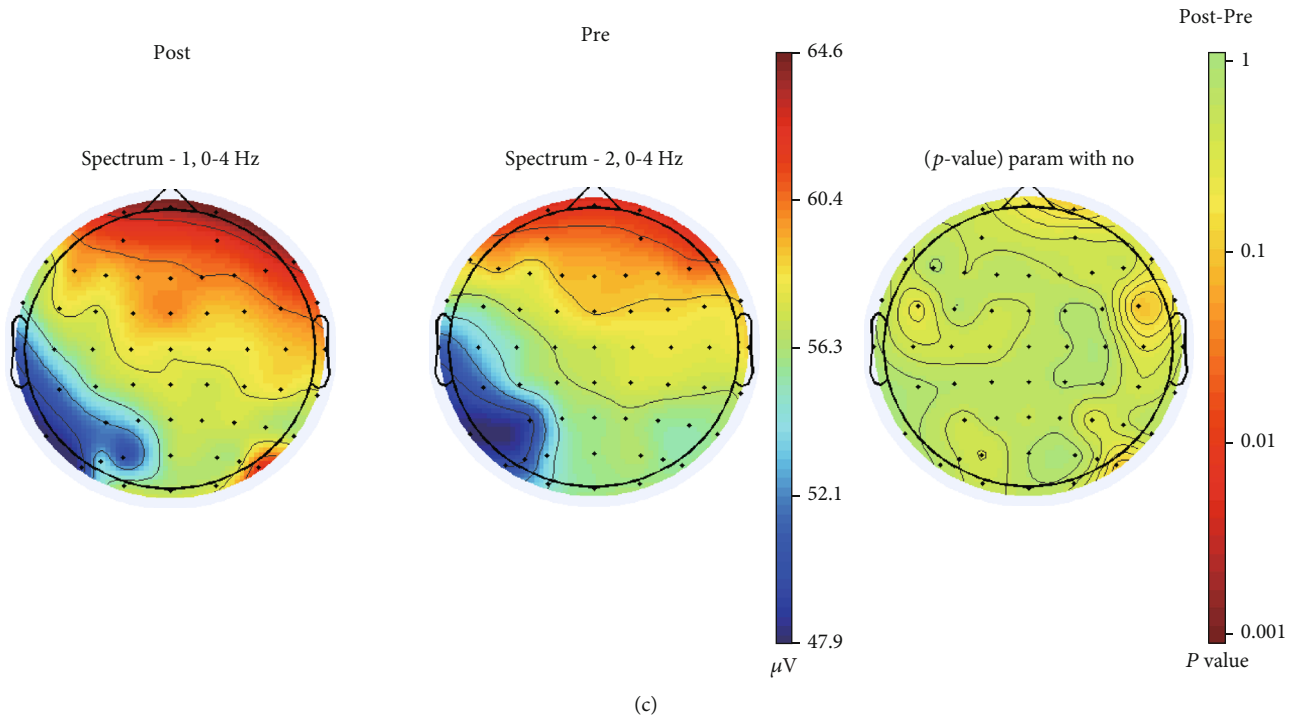 Post
Pre
Post-Pre
Spectrum - 1, 0-4 Hz
Spectrum - 2, 0-4 Hz
(p-value) param with no
64.6
60.4
56.3
52.1
47.9
μV
1
0.1
0.01
0.001
P value
(c)